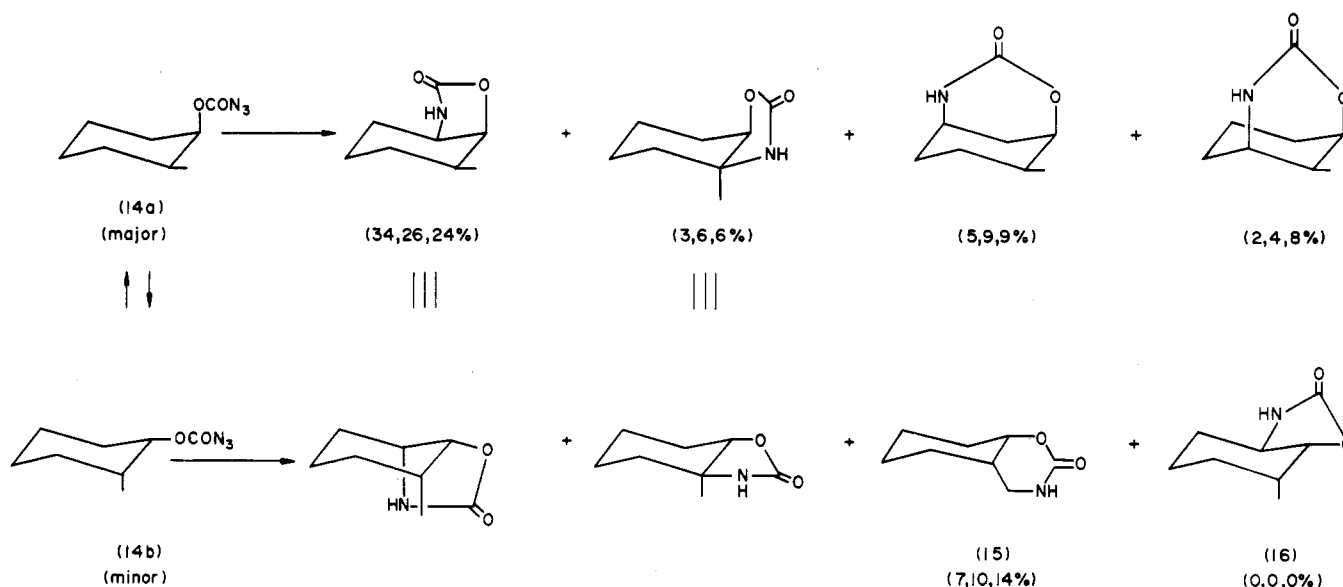 OCON₃
+
+
+
(14a)
(major)
O O HN
(34,26,24%)
O O NH
(3,6,6%)
O HN O
(5,9,9%)
O HN O
(2,4,8%)
OCON₃
+
+
+
(14b)
(minor)
O HN O
O N H O
O O NH
(15)
(7,10,14%)
O HN
(16)
(0,0,0%)